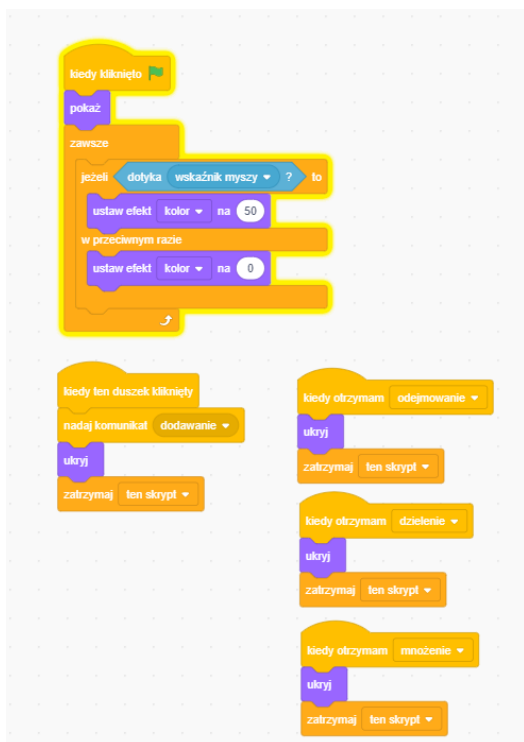 kiedy kliknięto
pokaż
zawsze
jeżeli dotyka wskaźnik myszy ? to
ustaw efekt kolor na 50
w przeciwnym razie
ustaw efekt kolor na 0
kiedy ten duszek kliknięty
nadaj komunikat dodawanie
ukryj
zatrzymaj ten skrypt
kiedy otrzymam odejmowanie
ukryj
zatrzymaj ten skrypt
kiedy otrzymam dzielenie
ukryj
zatrzymaj ten skrypt
kiedy otrzymam mnożenie
ukryj
zatrzymaj ten skrypt